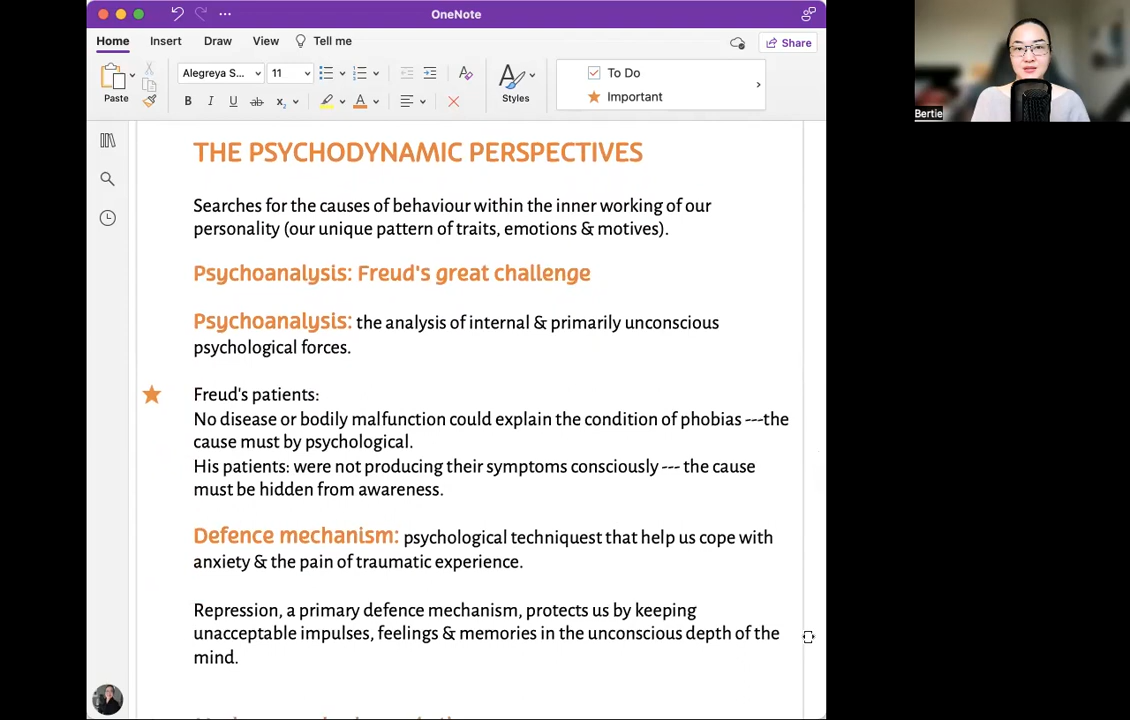 OneNote
Home Insert Draw View Tell me
Share
Paste
Alegreya S... 11
B I U ab x₂ A
Styles
To Do
Important
Bertie
THE PSYCHODYNAMIC PERSPECTIVES
Searches for the causes of behaviour within the inner working of our
personality (our unique pattern of traits, emotions & motives).
Psychoanalysis: Freud's great challenge
Psychoanalysis: the analysis of internal & primarily unconscious
psychological forces.
Freud's patients:
No disease or bodily malfunction could explain the condition of phobias ---the
cause must by psychological.
His patients: were not producing their symptoms consciously --- the cause
must be hidden from awareness.
Defence mechanism: psychological techniquest that help us cope with
anxiety & the pain of traumatic experience.
Repression, a primary defence mechanism, protects us by keeping
unacceptable impulses, feelings & memories in the unconscious depth of the
mind.